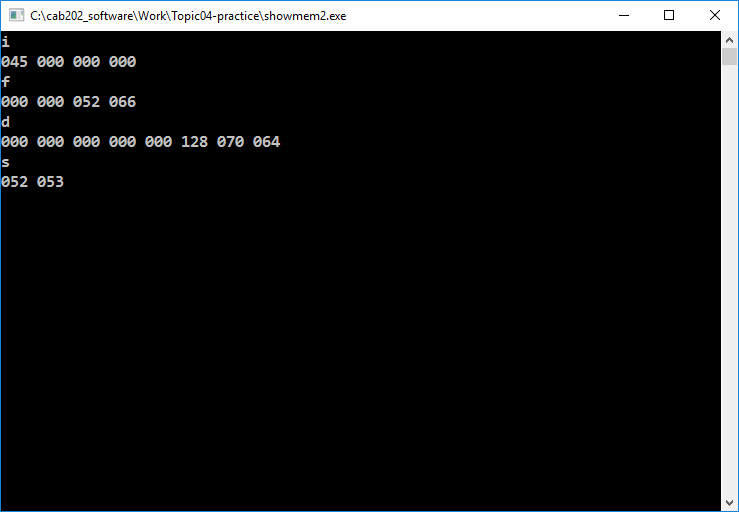 C:\cab202_software\Work\Topic04-practice\showmem2.exe
i
045 000 000 000
f
000 000 052 066
d
000 000 000 000 000 128 070 064
s
052 053